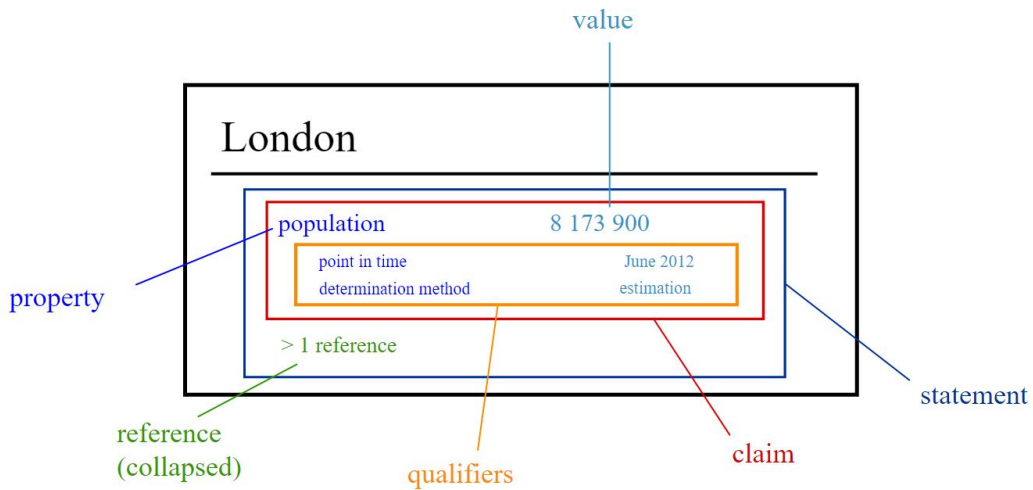 value
London
population 8 173 900
point in time June 2012
determination method estimation
property
> 1 reference
statement
reference
(collapsed)
qualifiers
claim